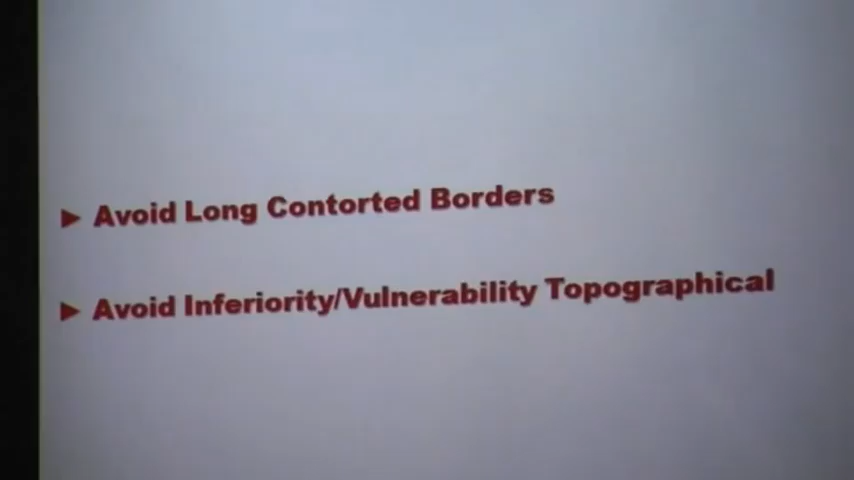 ► Avoid Long Contorted Borders
► Avoid Inferiority/Vulnerability Topographical